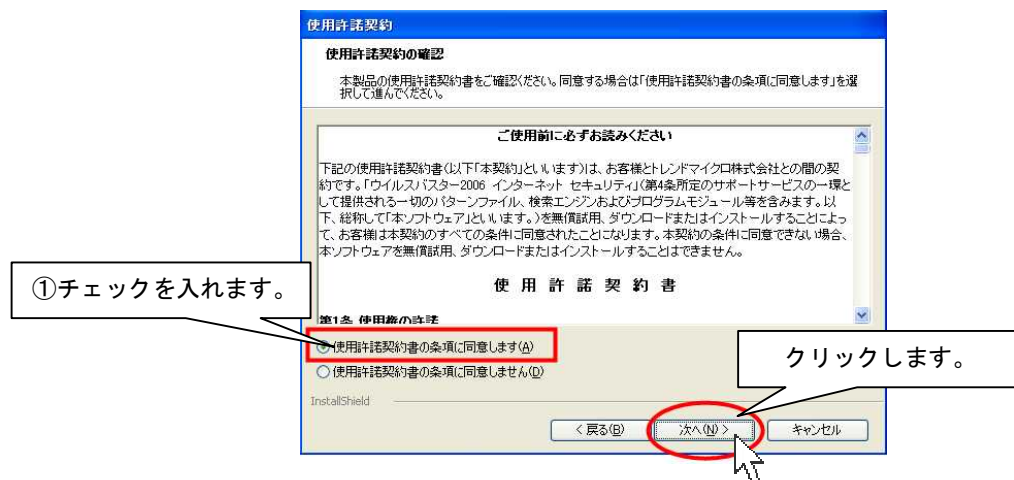 使用許諾契約
使用許諾契約の確認
本製品の使用許諾契約書をご確認ください。同意する場合は「使用許諾契約書の条項に同意します」を選
択して進んでください。
ご使用前に必ずお読みください
下記の使用許諾契約書(以下「本契約」といいます)は、お客様とトレンドマイクロ株式会社との間の契
約です。「ウイルスバスター2006 インターネット セキュリティ」(第4条所定のサポートサービスの一環と
して提供される一切のパターンファイル、検索エンジンおよびプログラムモジュール等を含みます。以
下、総称して「本ソフトウェア」といいます。)を無償試用、ダウンロードまたはインストールすることによっ
て、お客様は本契約のすべての条件に同意されたことになります。本契約の条件に同意できない場合、
本ソフトウェアを無償試用、ダウンロードまたはインストールすることはできません。
使 用 許 諾 契 約 書
第1条 使用権の許諾
①チェックを入れます。
使用許諾契約書の条項に同意します(A)
使用許諾契約書の条項に同意しません(D)
クリックします。
InstallShield
< 戻る(B)
次へ(N) >
キャンセル